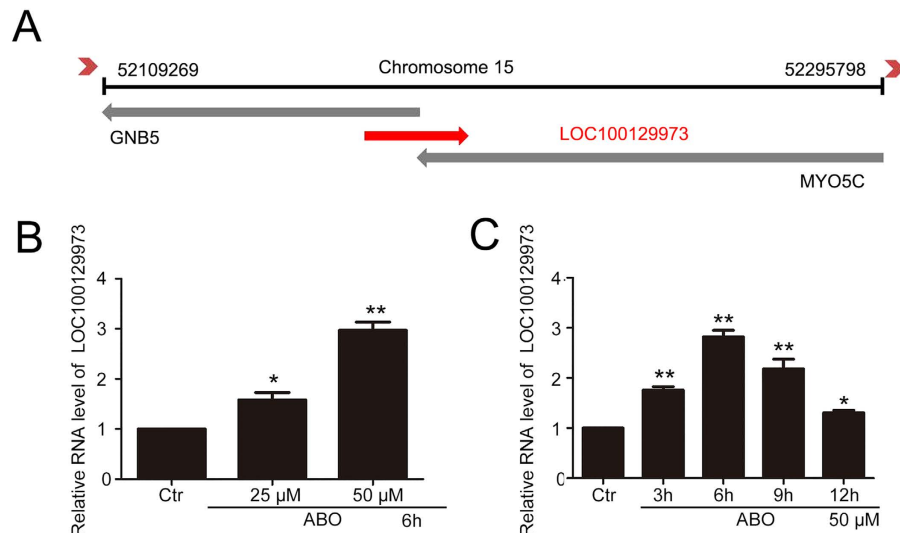 A
52109269 Chromosome 15 52295798
GNB5
LOC100129973
MYO5C
B
Relative RNA level of LOC100129973
4
3
2
1
0
* **
Ctr 25 μM 50 μM
ABO 6h
C
Relative RNA level of LOC100129973
4
3
2
1
0
** ** ** *
Ctr 3h 6h 9h 12h
ABO 50 μM